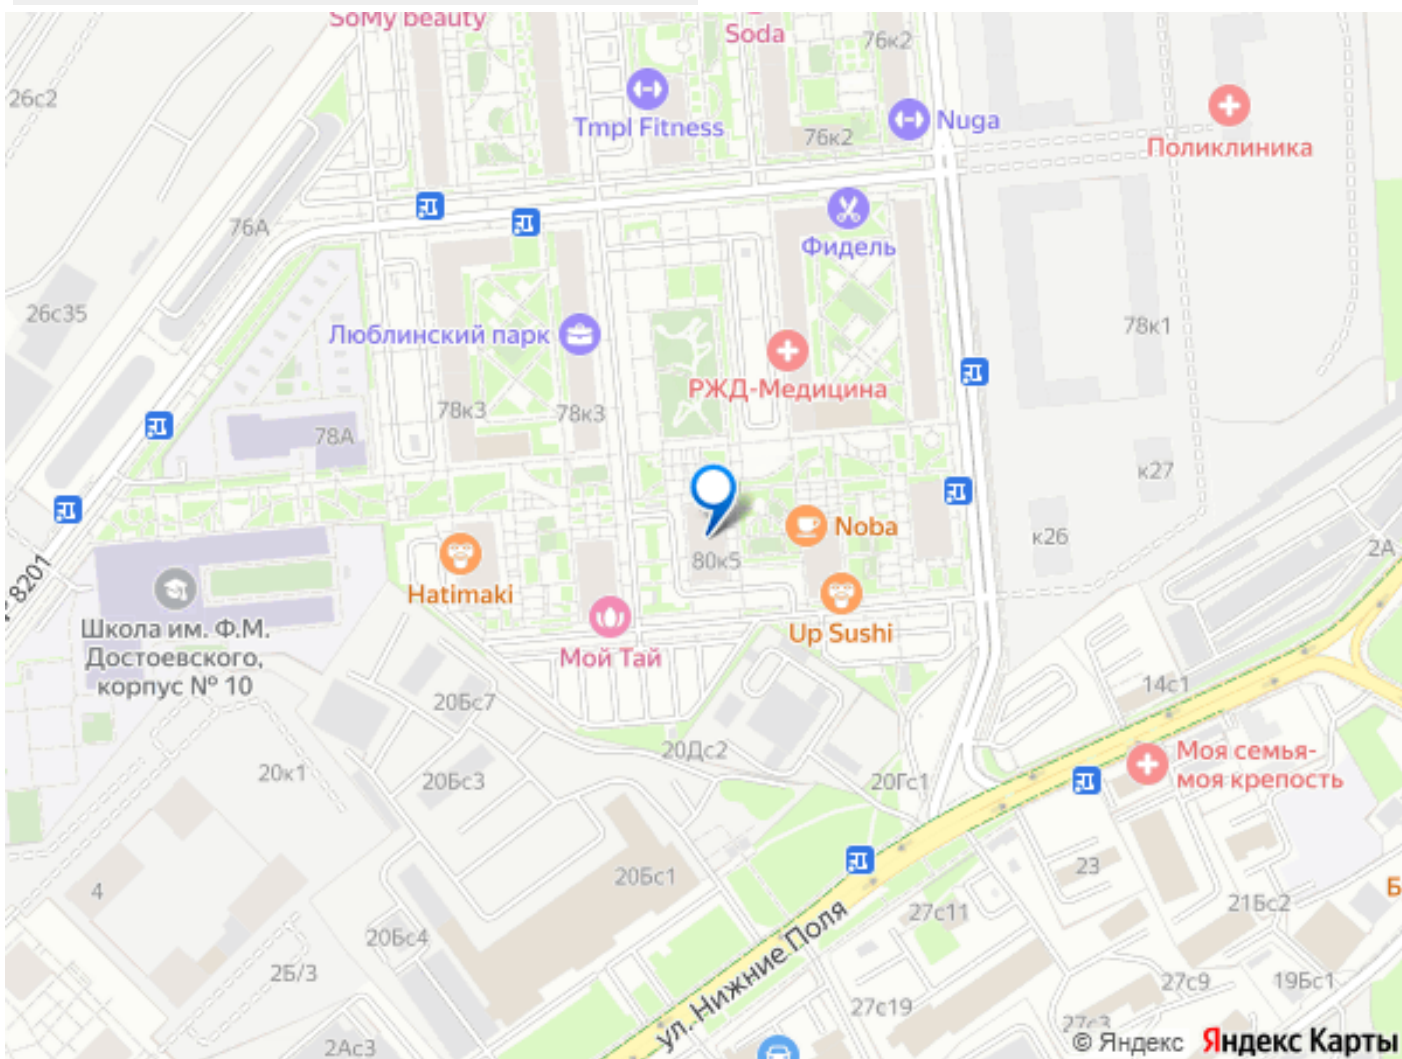 SoMy beauty
Soda
76к2
26с2
Tmpl Fitness
76к2
Nuga
Поликлиника
76А
Фидель
26с35
Люблинский парк
78к1
РЖД-Медицина
78к3
78к3
78А
к27
Noba
к26
80к5
2А
Hatimaki
№ 8201
Up Sushi
Школа им. Ф.М.
Достоевского,
корпус № 10
Мой Тай
14с1
20Бс7
20Дс2
Моя семья-
моя крепость
20к1
20Бс3
20Гс1
23
20Бс1
4
Б
21Бс2
27с11
20Бс4
ул. Нижние Поля
2Б/3
27с9
19Бс1
27с19
27с3
2Ас3
© Яндекс Яндекс Карты